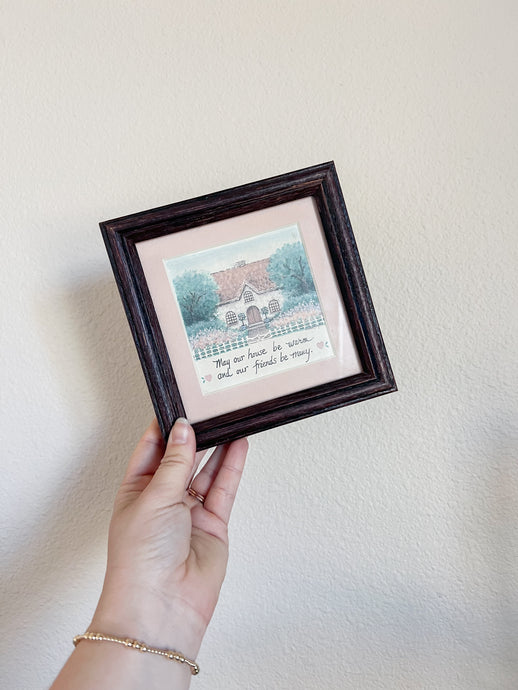 May our house be warm
and our friends be many.